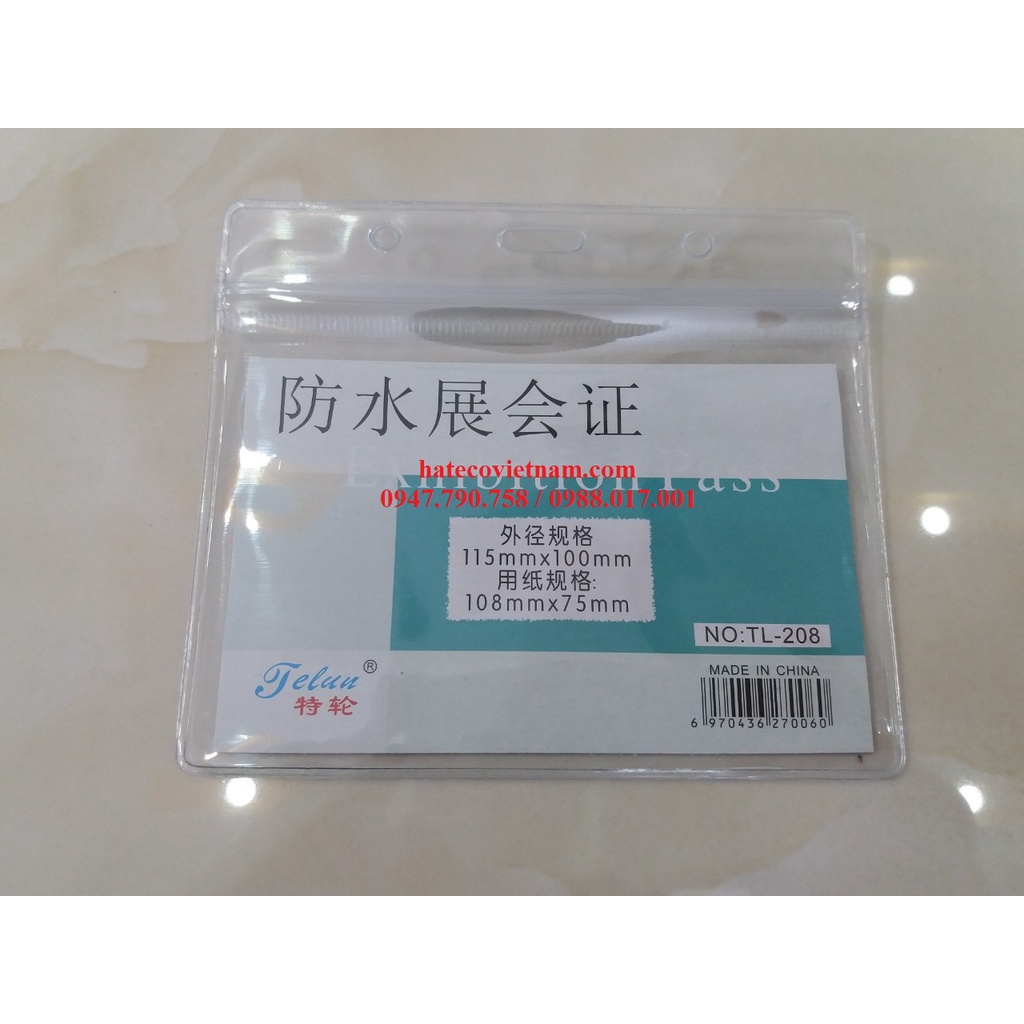 防水展会证
Exhibition Pass
hatecovietnam.com
0947.790.758 / 0988.017.001
外径规格
115mmx100mm
用纸规格:
108mmx75mm
NO:TL-208
MADE IN CHINA
6 970436 270060
Telun®
特轮